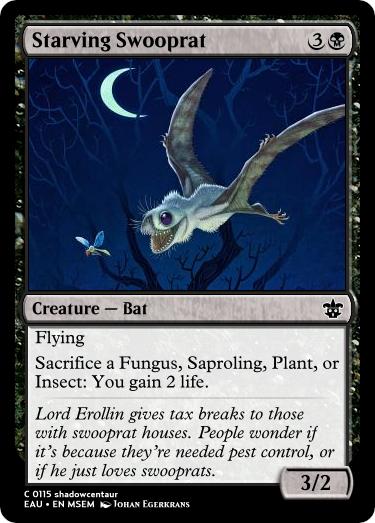 Starving Swooprat 3
Creature — Bat
Flying
Sacrifice a Fungus, Saproling, Plant, or
Insect: You gain 2 life.
Lord Erollin gives tax breaks to those
with swooprat houses. People wonder if
it's because they're needed pest control, or
if he just loves swooprats.
3/2
C 0115 shadowcentaur
EAU • EN MSEM Johan Egerkrans